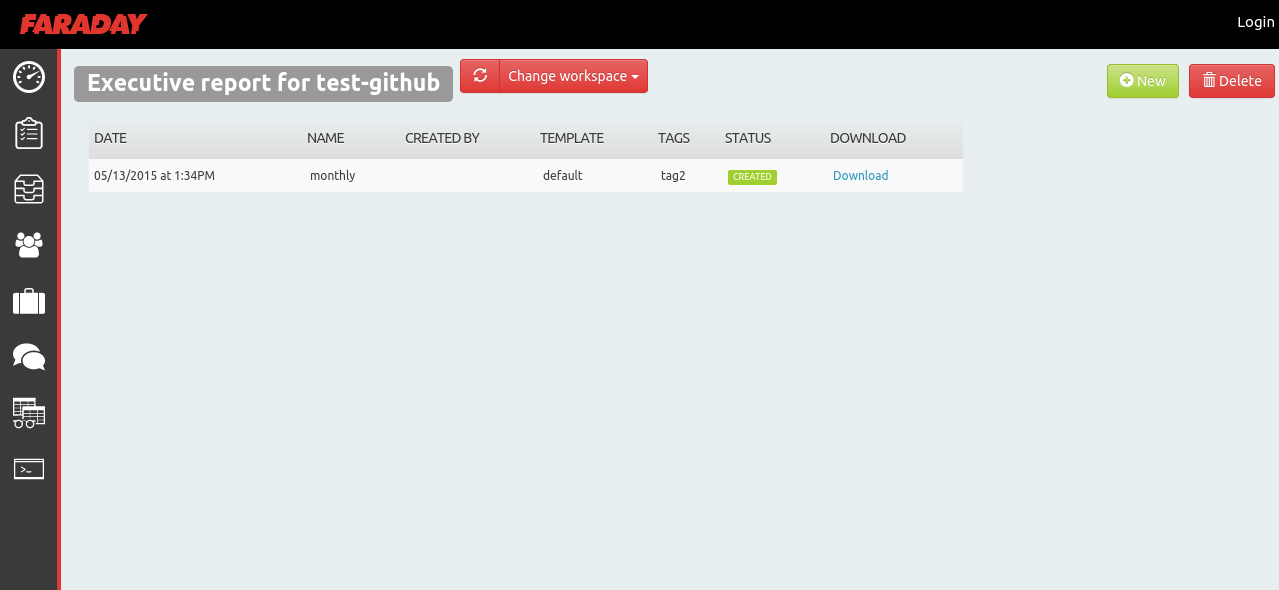 FARADAY
Login
Executive report for test-github
Change workspace
New
Delete
DATE NAME CREATED BY TEMPLATE TAGS STATUS DOWNLOAD
05/13/2015 at 1:34PM monthly default tag2 CREATED Download
>_